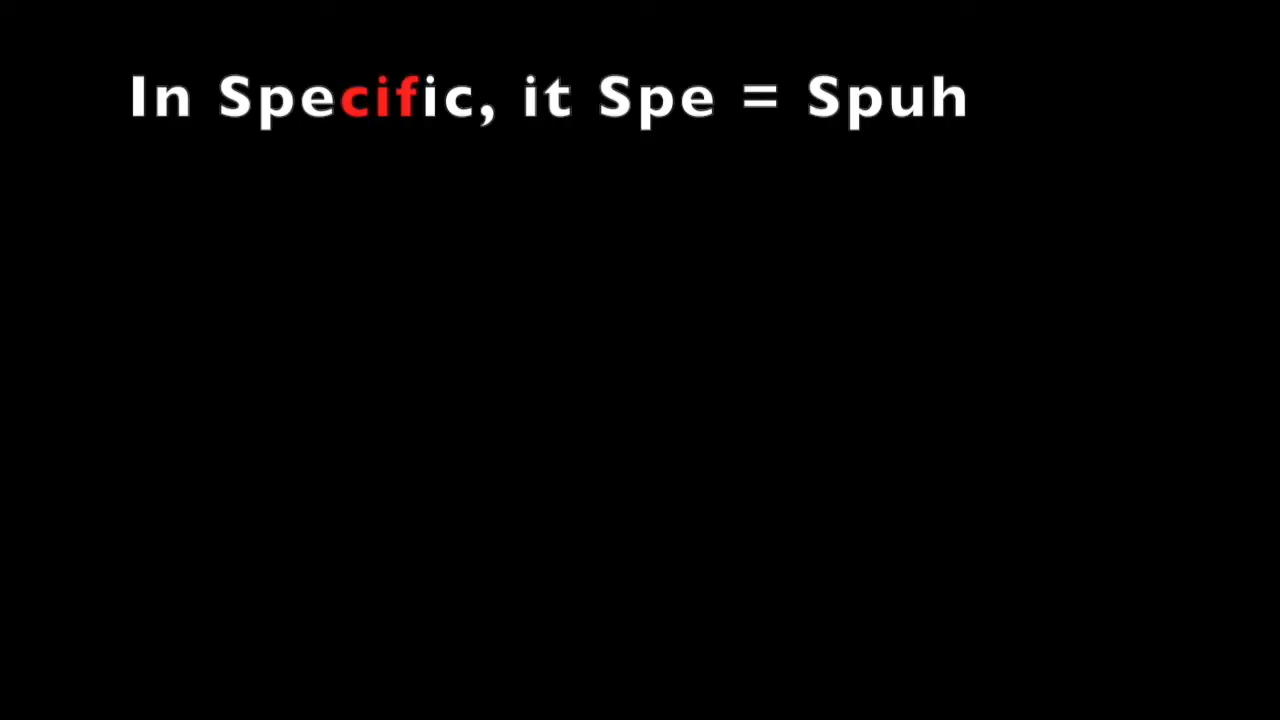 In Specific, it Spe = Spuh